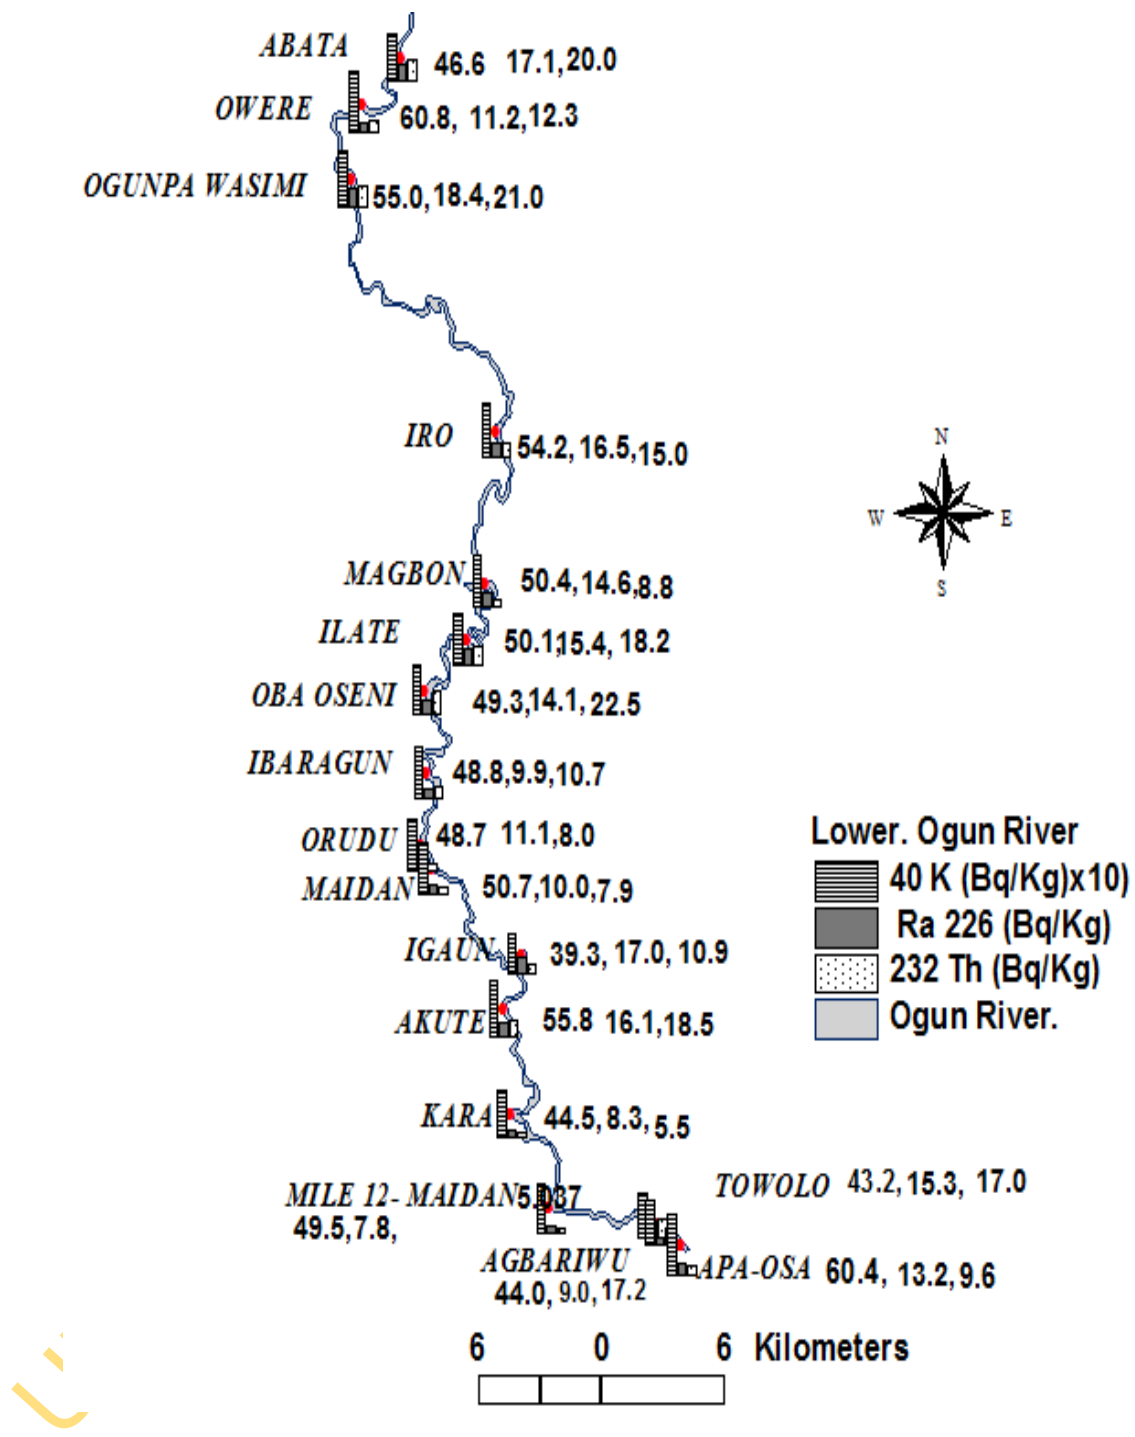 ABATA 46.6 17.1, 20.0
OWERE 60.8, 11.2, 12.3
OGUNPA WASIMI 55.0, 18.4, 21.0
IRO 54.2, 16.5, 15.0
N
W E
S
MAGBON 50.4, 14.6, 8.8
ILATE 50.1, 15.4, 18.2
OBA OSENI 49.3, 14.1, 22.5
IBARAGUN 48.8, 9.9, 10.7
ORUDU 48.7 11.1, 8.0
MAIDAN 50.7, 10.0, 7.9
Lower. Ogun River
40 K (Bq/Kg)x10)
Ra 226 (Bq/Kg)
232 Th (Bq/Kg)
Ogun River.
IGAUN 39.3, 17.0, 10.9
AKUTE 55.8 16.1, 18.5
KARA 44.5, 8.3, 5.5
MILE 12- MAIDAN 5.037
49.5, 7.8,
TOWOLO 43.2, 15.3, 17.0
AGBARIWU
44.0, 9.0, 17.2
APA-OSA 60.4, 13.2, 9.6
6 0 6 Kilometers